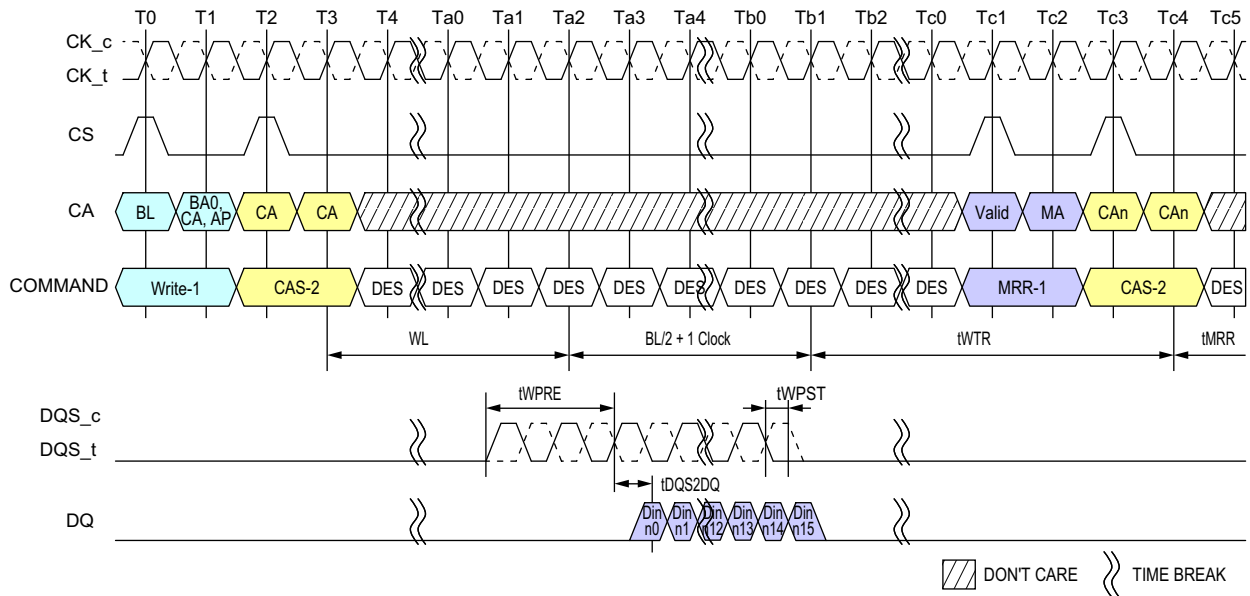 T0 T1 T2 T3 T4 Ta0 Ta1 Ta2 Ta3 Ta4 Tb0 Tb1 Tb2 Tc0 Tc1 Tc2 Tc3 Tc4 Tc5
CK_c
CK_t
CS
CA BL BA0, CA, AP CA CA Valid MA CAn CAn
COMMAND Write-1 CAS-2 DES DES DES DES DES DES DES DES DES DES MRR-1 CAS-2 DES
WL BL/2 + 1 Clock tWTR tMRR
tWPRE tWPST
DQS_c
DQS_t
tDQS2DQ
DQ Din n0 Din n1 Din n12 Din n13 Din n14 Din n15
DON'T CARE TIME BREAK